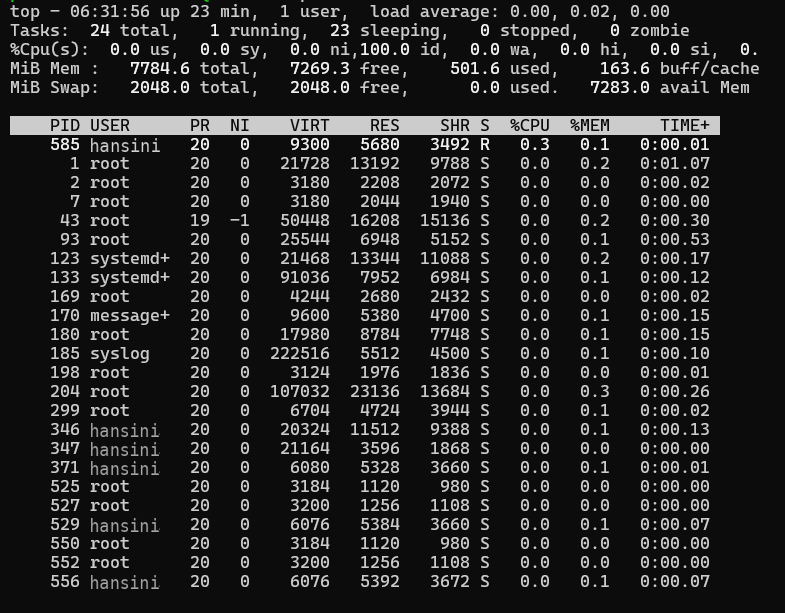 top - 06:31:56 up 23 min,  1 user,  load average: 0.00, 0.02, 0.00
Tasks:  24 total,   1 running,  23 sleeping,   0 stopped,   0 zombie
%Cpu(s):  0.0 us,  0.0 sy,  0.0 ni,100.0 id,  0.0 wa,  0.0 hi,  0.0 si,  0.
MiB Mem :   7784.6 total,   7269.3 free,    501.6 used,    163.6 buff/cache
MiB Swap:   2048.0 total,   2048.0 free,      0.0 used.   7283.0 avail Mem
PID USER      PR  NI    VIRT    RES    SHR S  %CPU  %MEM     TIME+
585 hansini   20   0    9300   5680   3492 R   0.3   0.1   0:00.01
1 root      20   0   21728  13192   9788 S   0.0   0.2   0:01.07
2 root      20   0    3180   2208   2072 S   0.0   0.0   0:00.02
7 root      20   0    3180   2044   1940 S   0.0   0.0   0:00.00
43 root      19  -1   50448  16208  15136 S   0.0   0.2   0:00.30
93 root      20   0   25544   6948   5152 S   0.0   0.1   0:00.53
123 systemd+  20   0   21468  13344  11088 S   0.0   0.2   0:00.17
133 systemd+  20   0   91036   7952   6984 S   0.0   0.1   0:00.12
169 root      20   0    4244   2680   2432 S   0.0   0.0   0:00.02
170 message+  20   0    9600   5380   4700 S   0.0   0.1   0:00.15
180 root      20   0   17980   8784   7748 S   0.0   0.1   0:00.15
185 syslog    20   0  222516   5512   4500 S   0.0   0.1   0:00.10
198 root      20   0    3124   1976   1836 S   0.0   0.0   0:00.01
204 root      20   0  107032  23136  13684 S   0.0   0.3   0:00.26
299 root      20   0    6704   4724   3944 S   0.0   0.1   0:00.02
346 hansini   20   0   20324  11512   9388 S   0.0   0.1   0:00.13
347 hansini   20   0   21164   3596   1868 S   0.0   0.0   0:00.00
371 hansini   20   0    6080   5328   3660 S   0.0   0.1   0:00.01
525 root      20   0    3184   1120    980 S   0.0   0.0   0:00.00
527 root      20   0    3200   1256   1108 S   0.0   0.0   0:00.00
529 hansini   20   0    6076   5384   3660 S   0.0   0.1   0:00.07
550 root      20   0    3184   1120    980 S   0.0   0.0   0:00.00
552 root      20   0    3200   1256   1108 S   0.0   0.0   0:00.00
556 hansini   20   0    6076   5392   3672 S   0.0   0.1   0:00.07